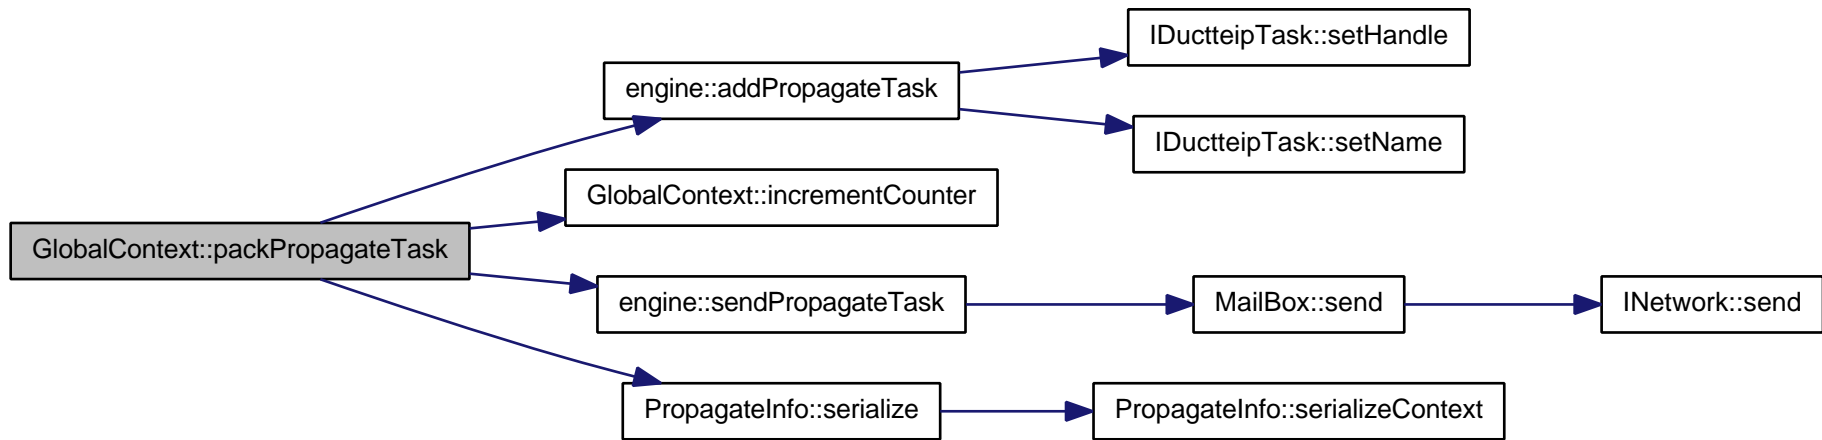 IDuctteipTask::setHandle
engine::addPropagateTask
IDuctteipTask::setName
GlobalContext::incrementCounter
GlobalContext::packPropagateTask
engine::sendPropagateTask
MailBox::send
INetwork::send
PropagateInfo::serialize
PropagateInfo::serializeContext